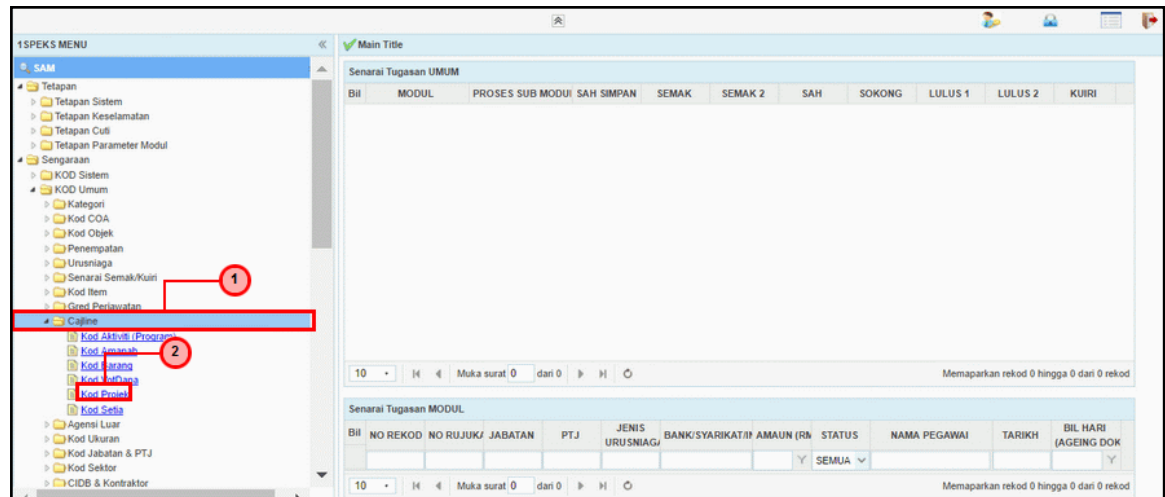 1SPEKS MENU
Main Title
SAM
Tetapan
Tetapan Sistem
Tetapan Keselamatan
Tetapan Cuti
Tetapan Parameter Modul
Sengaraan
KOD Sistem
KOD Umum
Kategori
Kod COA
Kod Objek
Penempatan
Urusniaga
Senarai Semak/Kuiri
Kod Item
Gred Perjawatan
Cajline
Kod Aktiviti (Program)
Kod Amanah
Kod Barang
Kod VotDana
Kod Projek
Kod Setia
Agensi Luar
Kod Ukuran
Kod Jabatan & PTJ
Kod Sektor
CIDB & Kontraktor
1
2
Senarai Tugasan UMUM
Bil MODUL PROSES SUB MODUL SAH SIMPAN SEMAK SEMAK 2 SAH SOKONG LULUS 1 LULUS 2 KUIRI
10 Muka surat 0 dari 0 Memaparkan rekod 0 hingga 0 dari 0 rekod
Senarai Tugasan MODUL
Bil NO REKOD NO RUJUKA JABATAN PTJ JENIS URUSNIAGA BANK/SYARIKAT/IN AMAUN (RM STATUS NAMA PEGAWAI TARIKH BIL HARI (AGEING DOK
SEMUA
10 Muka surat 0 dari 0 Memaparkan rekod 0 hingga 0 dari 0 rekod